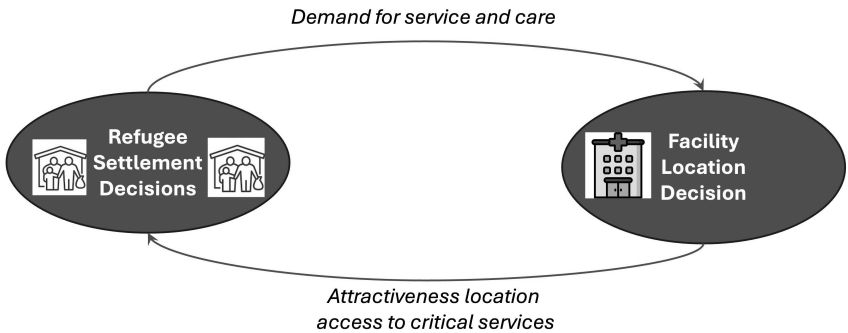 Demand for service and care
Refugee
Settlement
Decisions
Facility
Location
Decision
Attractiveness location
access to critical services